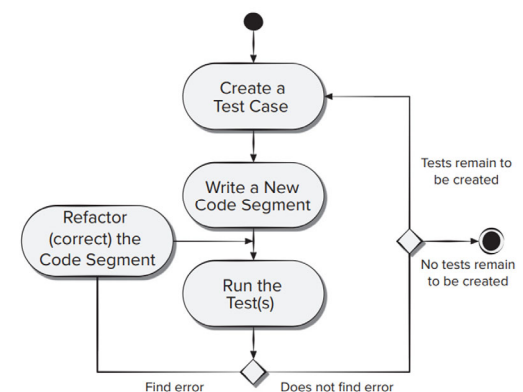 Create a
Test Case
Tests remain to
be created
Write a New
Code Segment
Refactor
(correct) the
Code Segment
No tests remain
to be created
Run the
Test(s)
Find error
Does not find error